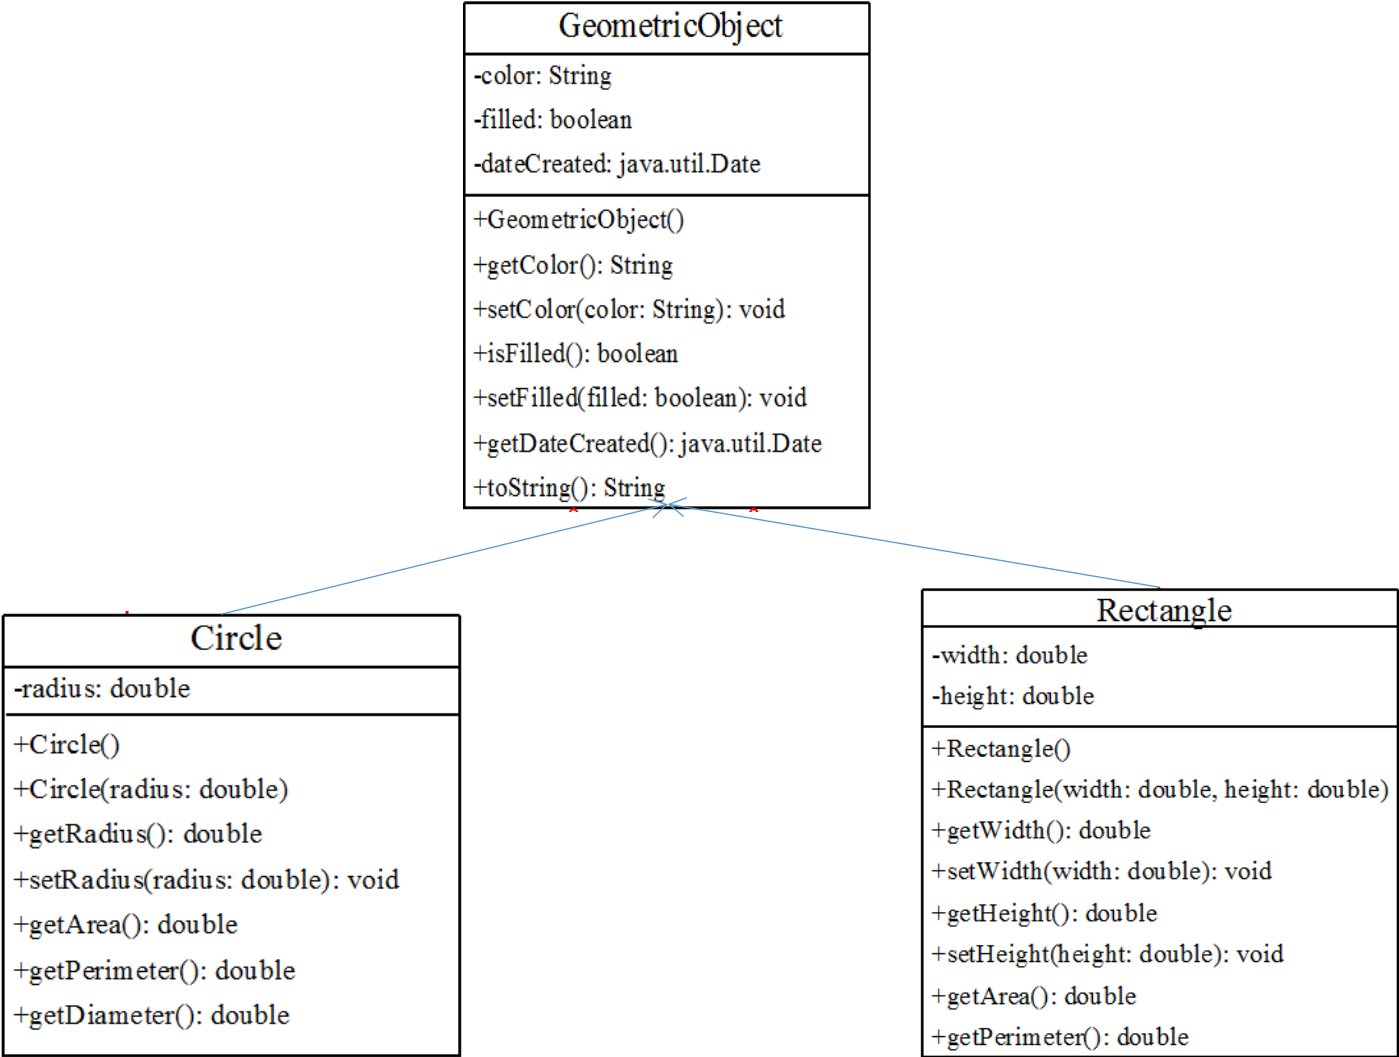 GeometricObject
-color: String
-filled: boolean
-dateCreated: java.util.Date
+GeometricObject()
+getColor(): String
+setColor(color: String): void
+isFilled(): boolean
+setFilled(filled: boolean): void
+getDateCreated(): java.util.Date
+toString(): String
Circle
-radius: double
+Circle()
+Circle(radius: double)
+getRadius(): double
+setRadius(radius: double): void
+getArea(): double
+getPerimeter(): double
+getDiameter(): double
Rectangle
-width: double
-height: double
+Rectangle()
+Rectangle(width: double, height: double)
+getWidth(): double
+setWidth(width: double): void
+getHeight(): double
+setHeight(height: double): void
+getArea(): double
+getPerimeter(): double